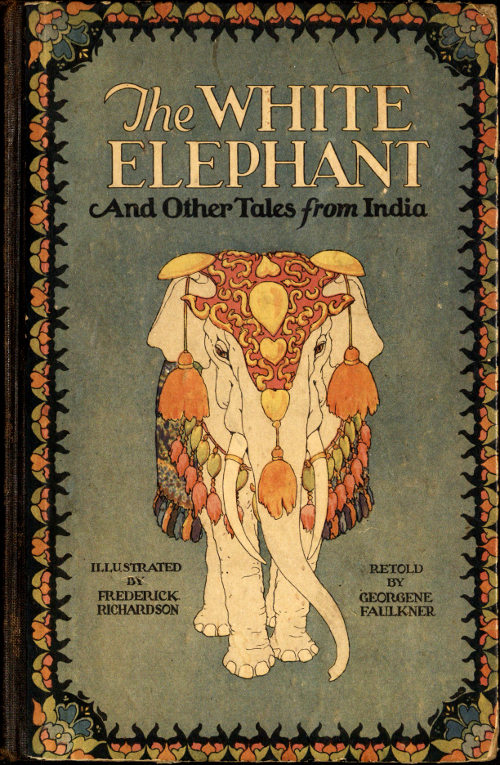 The WHITE
ELEPHANT
And Other Tales from India
ILLUSTRATED
BY
FREDERICK
RICHARDSON
RETOLD
BY
GEORGENE
FAULKNER